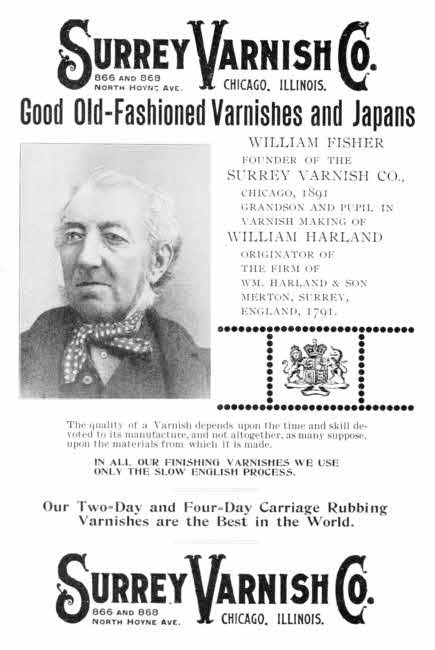 SURREY VARNISH CO.
866 AND 868
NORTH HOYNE AVE. CHICAGO, ILLINOIS.
Good Old-Fashioned Varnishes and Japans
WILLIAM FISHER
FOUNDER OF THE
SURREY VARNISH CO.,
CHICAGO, 1891
GRANDSON AND PUPIL IN
VARNISH MAKING OF
WILLIAM HARLAND
ORIGINATOR OF
THE FIRM OF
WM. HARLAND & SON
MERTON, SURREY,
ENGLAND, 1791.
The quality of a Varnish depends upon the time and skill de-
voted to its manufacture, and not altogether, as many suppose,
upon the materials from which it is made.
IN ALL OUR FINISHING VARNISHES WE USE
ONLY THE SLOW ENGLISH PROCESS.
Our Two-Day and Four-Day Carriage Rubbing
Varnishes are the Best in the World.
SURREY VARNISH CO.
866 AND 868
NORTH HOYNE AVE. CHICAGO, ILLINOIS.